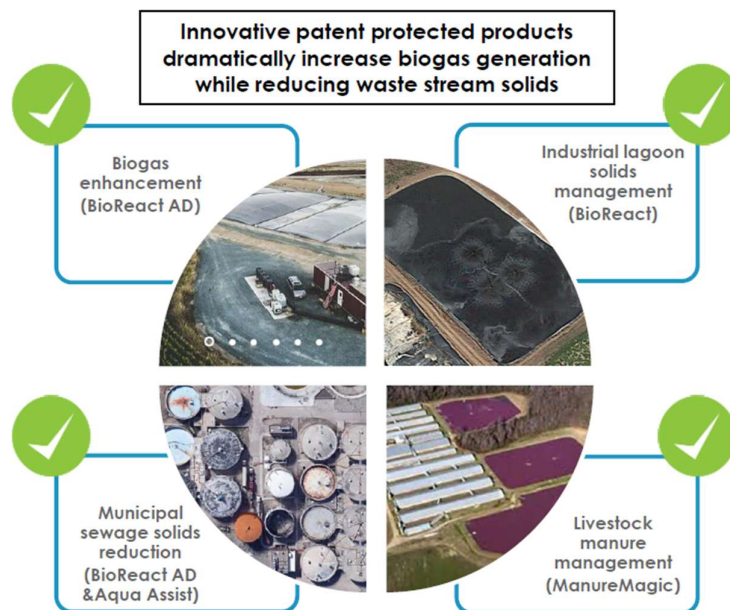 Innovative patent protected products
dramatically increase biogas generation
while reducing waste stream solids
Biogas
enhancement
(BioReact AD)
Industrial lagoon
solids
management
(BioReact)
Municipal
sewage solids
reduction
(BioReact AD
&Aqua Assist)
Livestock
manure
management
(ManureMagic)